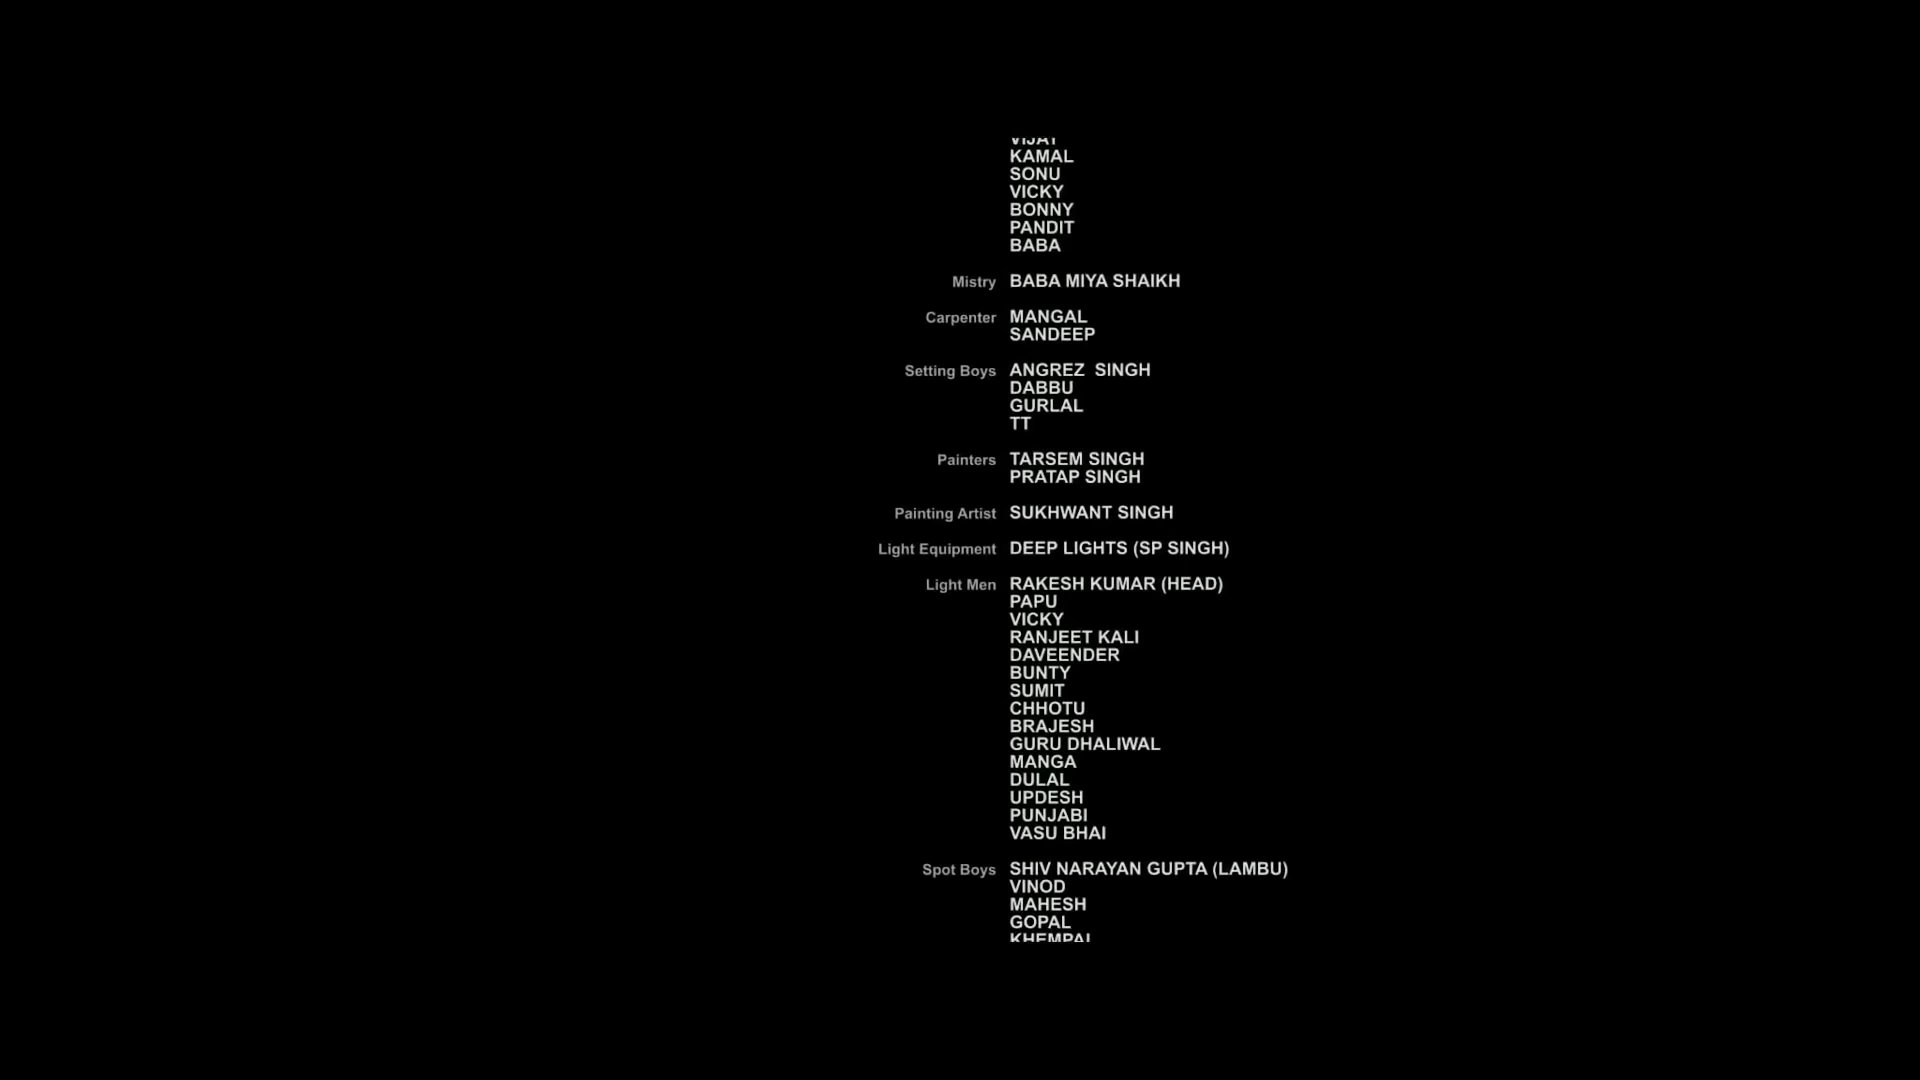 VIJAY
KAMAL
SONU
VICKY
BONNY
PANDIT
BABA
Mistry BABA MIYA SHAIKH
Carpenter MANGAL
SANDEEP
Setting Boys ANGREZ  SINGH
DABBU
GURLAL
TT
Painters TARSEM SINGH
PRATAP SINGH
Painting Artist SUKHWANT SINGH
Light Equipment DEEP LIGHTS (SP SINGH)
Light Men RAKESH KUMAR (HEAD)
PAPU
VICKY
RANJEET KALI
DAVEENDER
BUNTY
SUMIT
CHHOTU
BRAJESH
GURU DHALIWAL
MANGA
DULAL
UPDESH
PUNJABI
VASU BHAI
Spot Boys SHIV NARAYAN GUPTA (LAMBU)
VINOD
MAHESH
GOPAL
KHEMPAL